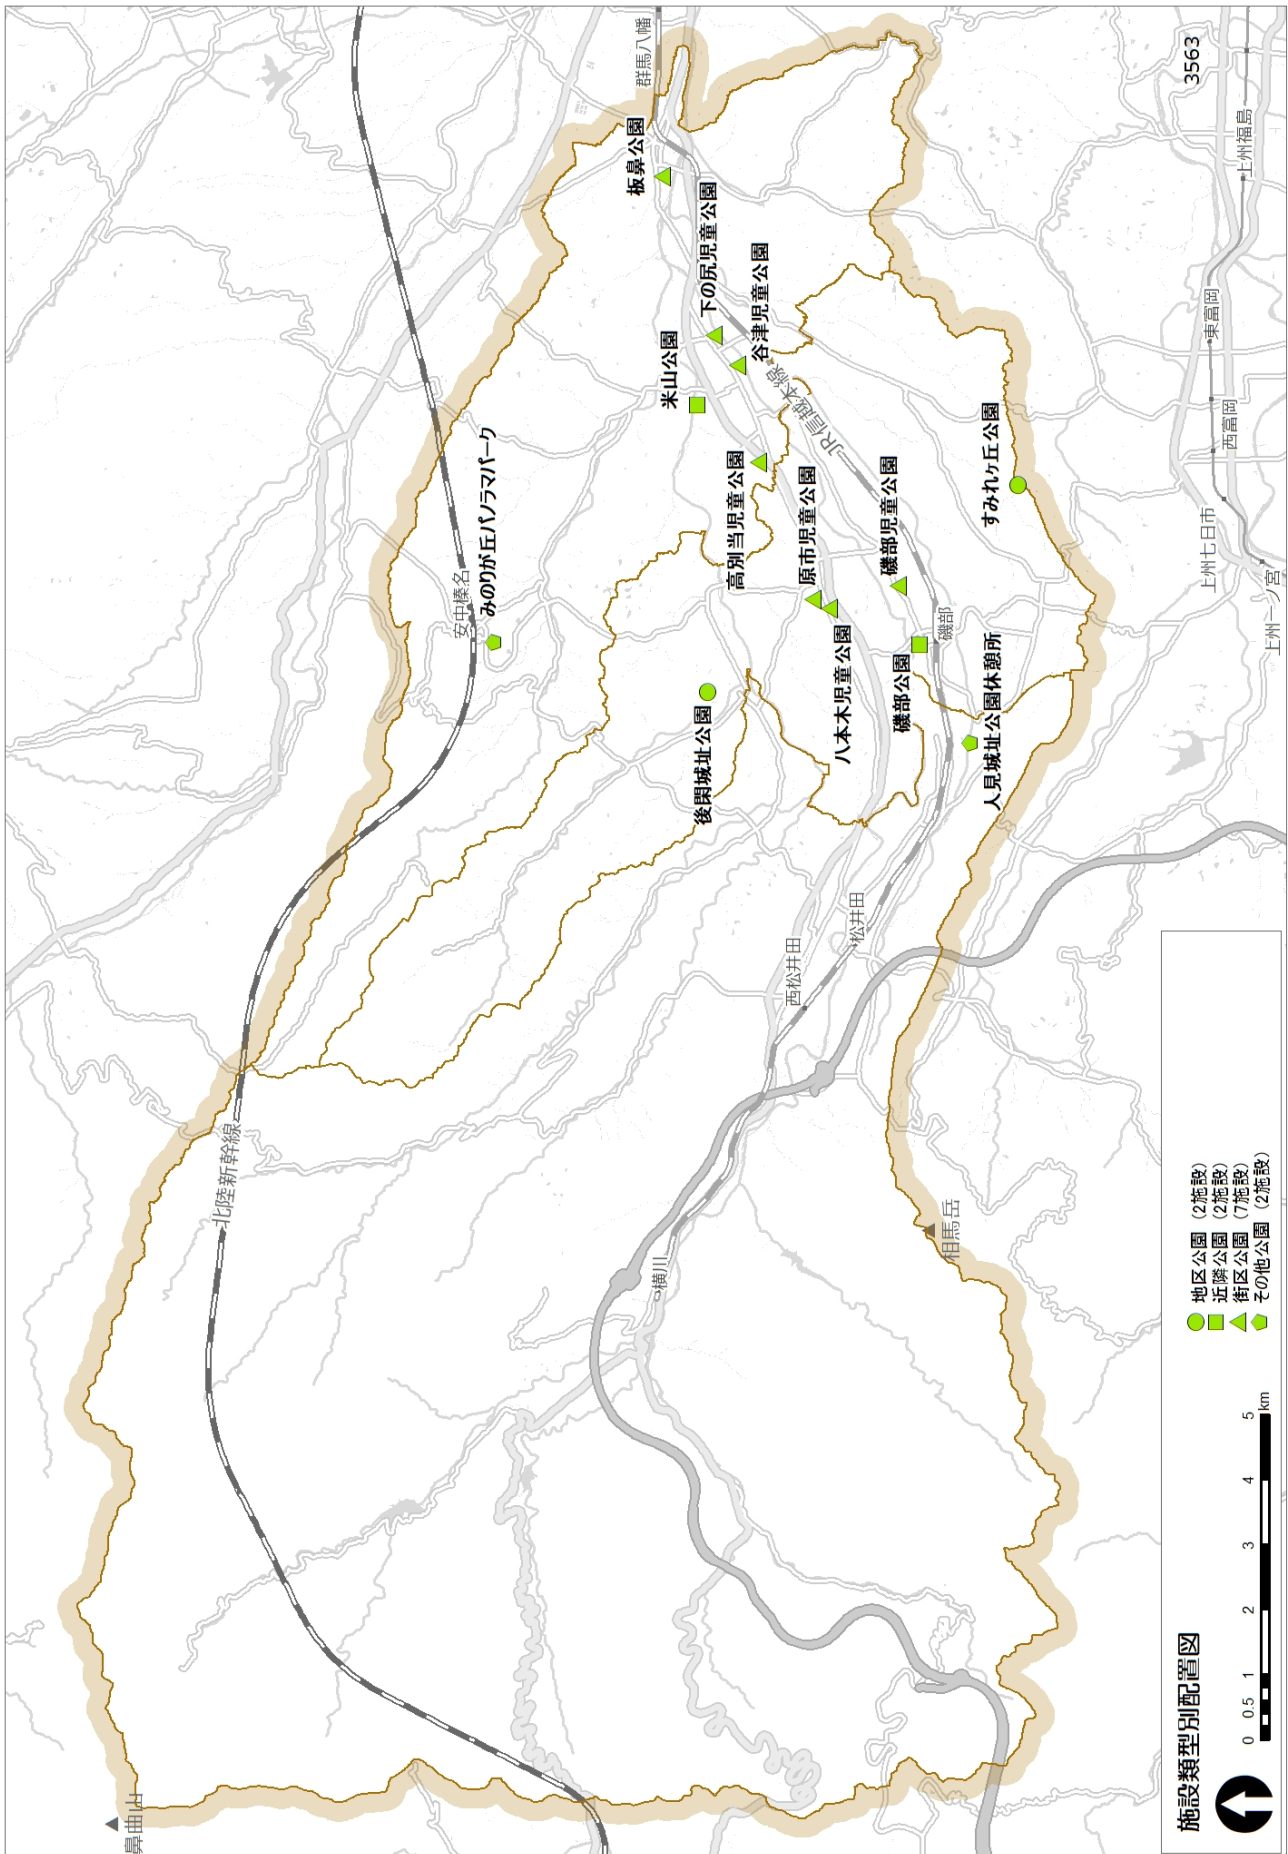 鼻曲山
北陸新幹線
安中榛名
みのりが丘パノラマパーク
群馬八幡
板鼻公園
下の尻児童公園
谷津児童公園
米山公園
高別当児童公園
JR信越本線
原市児童公園
八本木児童公園
磯部児童公園
磯部公園
磯部
後閑城址公園
人見城址公園休憩所
すみれヶ丘公園
西松井田
松井田
横川
相馬岳
上州福島
東富岡
西富岡
上州七日市
上州一ノ宮
3563
施設類型別配置図
0 0.5 1 2 3 4 5
km
地区公園 (2施設)
近隣公園 (2施設)
街区公園 (7施設)
その他公園 (2施設)